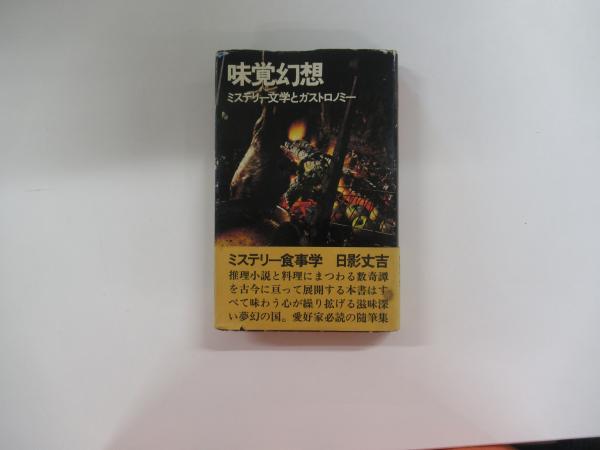 味覚幻想
ミステリー文学とガストロノミー
ミステリー食事学 日影丈吉
推理小説と料理にまつわる数奇譚
を古今に亘って展開する本書はす
べて味わう心が繰り拡げる滋味深
い夢幻の国。愛好家必読の随筆集